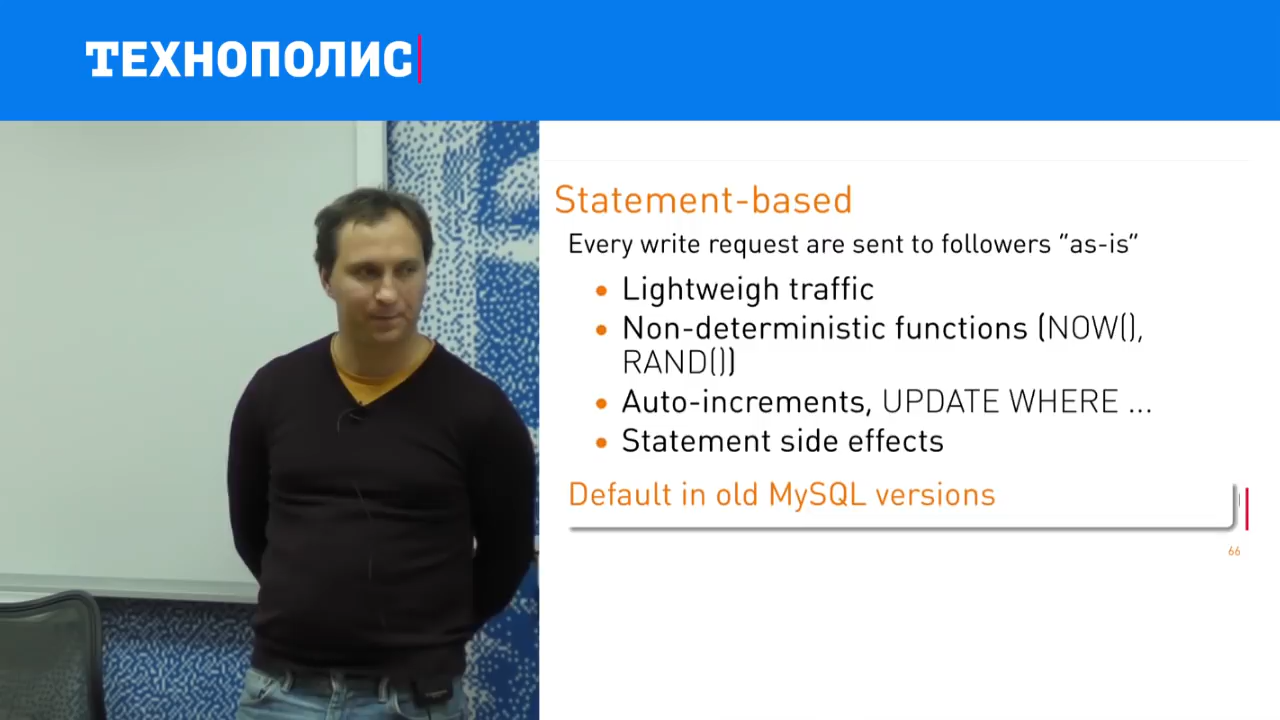 ТЕХНОПОЛИС
Statement-based
Every write request are sent to followers "as-is"
Lightweigh traffic
Non-deterministic functions (NOW(),
RAND())
Auto-increments, UPDATE WHERE ...
Statement side effects
Default in old MySQL versions
66